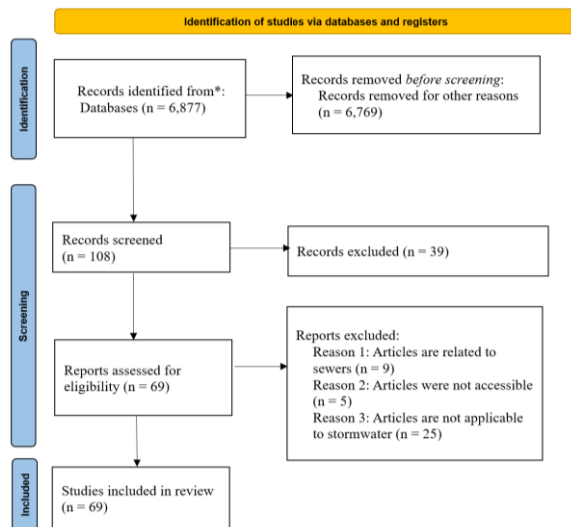 Identification of studies via databases and registers
Identification
Records identified from*:
Databases (n = 6,877)
Records removed before screening:
Records removed for other reasons
(n = 6,769)
Screening
Records screened
(n = 108)
Records excluded (n = 39)
Reports assessed for
eligibility (n = 69)
Reports excluded:
Reason 1: Articles are related to
sewers (n = 9)
Reason 2: Articles were not accessible
(n = 5)
Reason 3: Articles are not applicable
to stormwater (n = 25)
Included
Studies included in review
(n = 69)